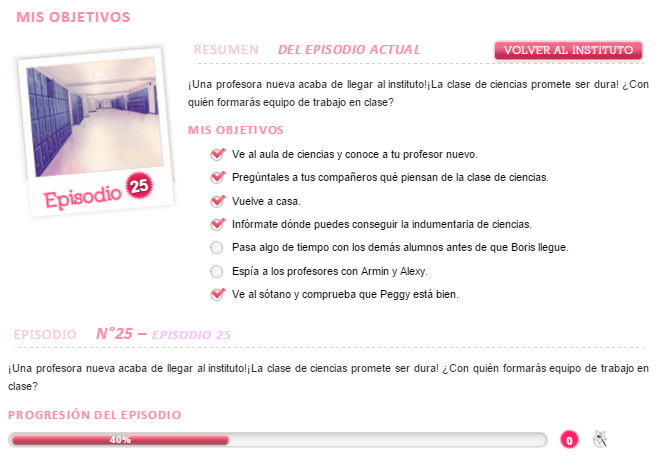 MIS OBJETIVOS
RESUMEN DEL EPISODIO ACTUAL
VOLVER AL INSTITUTO
¡Una profesora nueva acaba de llegar al instituto!¡La clase de ciencias promete ser dura! ¿Con
quién formarás equipo de trabajo en clase?
Episodio 25
MIS OBJETIVOS
Ve al aula de ciencias y conoce a tu profesor nuevo.
Pregúntales a tus compañeros qué piensan de la clase de ciencias.
Vuelve a casa.
Infórmate dónde puedes conseguir la indumentaria de ciencias.
Pasa algo de tiempo con los demás alumnos antes de que Boris llegue.
Espía a los profesores con Armin y Alexy.
Ve al sótano y comprueba que Peggy está bien.
EPISODIO N°25 – EPISODIO 25
¡Una profesora nueva acaba de llegar al instituto!¡La clase de ciencias promete ser dura! ¿Con quién formarás equipo de trabajo en
clase?
PROGRESIÓN DEL EPISODIO
40%
0